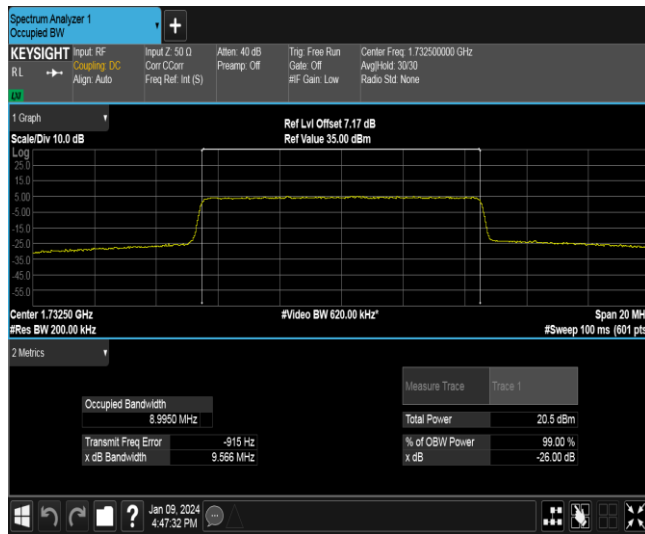 Spectrum Analyzer 1
Occupied BW
+
KEYSIGHT
RL
Input: RF
Coupling: DC
Align: Auto
Input Z: 50 Ω
Corr CCorr
Freq Ref: Int (S)
Atten: 40 dB
Preamp: Off
Trig: Free Run
Gate: Off
#IF Gain: Low
Center Freq: 1.732500000 GHz
Avg|Hold: 30/30
Radio Std: None
1 Graph
Scale/Div 10.0 dB
Ref Lvl Offset 7.17 dB
Ref Value 35.00 dBm
Log
25.0
15.0
5.00
-5.00
-15.0
-25.0
-35.0
-45.0
-55.0
Center 1.73250 GHz
#Video BW 620.00 kHz*
Span 20 MH
#Res BW 200.00 kHz
#Sweep 100 ms (601 pts
2 Metrics
Measure Trace
Trace 1
Occupied Bandwidth
8.9950 MHz
Total Power
20.5 dBm
Transmit Freq Error
-915 Hz
% of OBW Power
99.00 %
x dB Bandwidth
9.566 MHz
x dB
-26.00 dB
?
Jan 09, 2024
4:47:32 PM